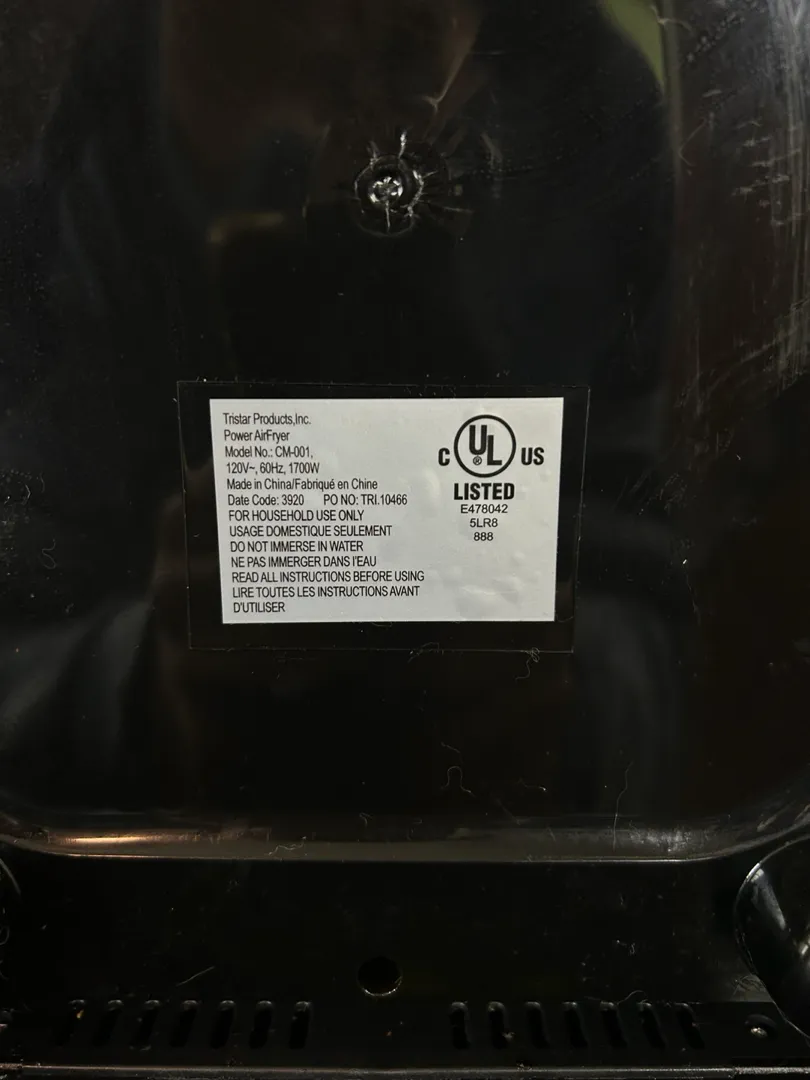 Tristar Products,Inc.
Power AirFryer
Model No.: CM-001,
120V~, 60Hz, 1700W
Made in China/Fabriqué en Chine
Date Code: 3920 PO NO: TRI.10466
FOR HOUSEHOLD USE ONLY
USAGE DOMESTIQUE SEULEMENT
DO NOT IMMERSE IN WATER
NE PAS IMMERGER DANS I'EAU
READ ALL INSTRUCTIONS BEFORE USING
LIRE TOUTES LES INSTRUCTIONS AVANT
D'UTILISER
C UL ® US
LISTED
E478042
5LR8
888